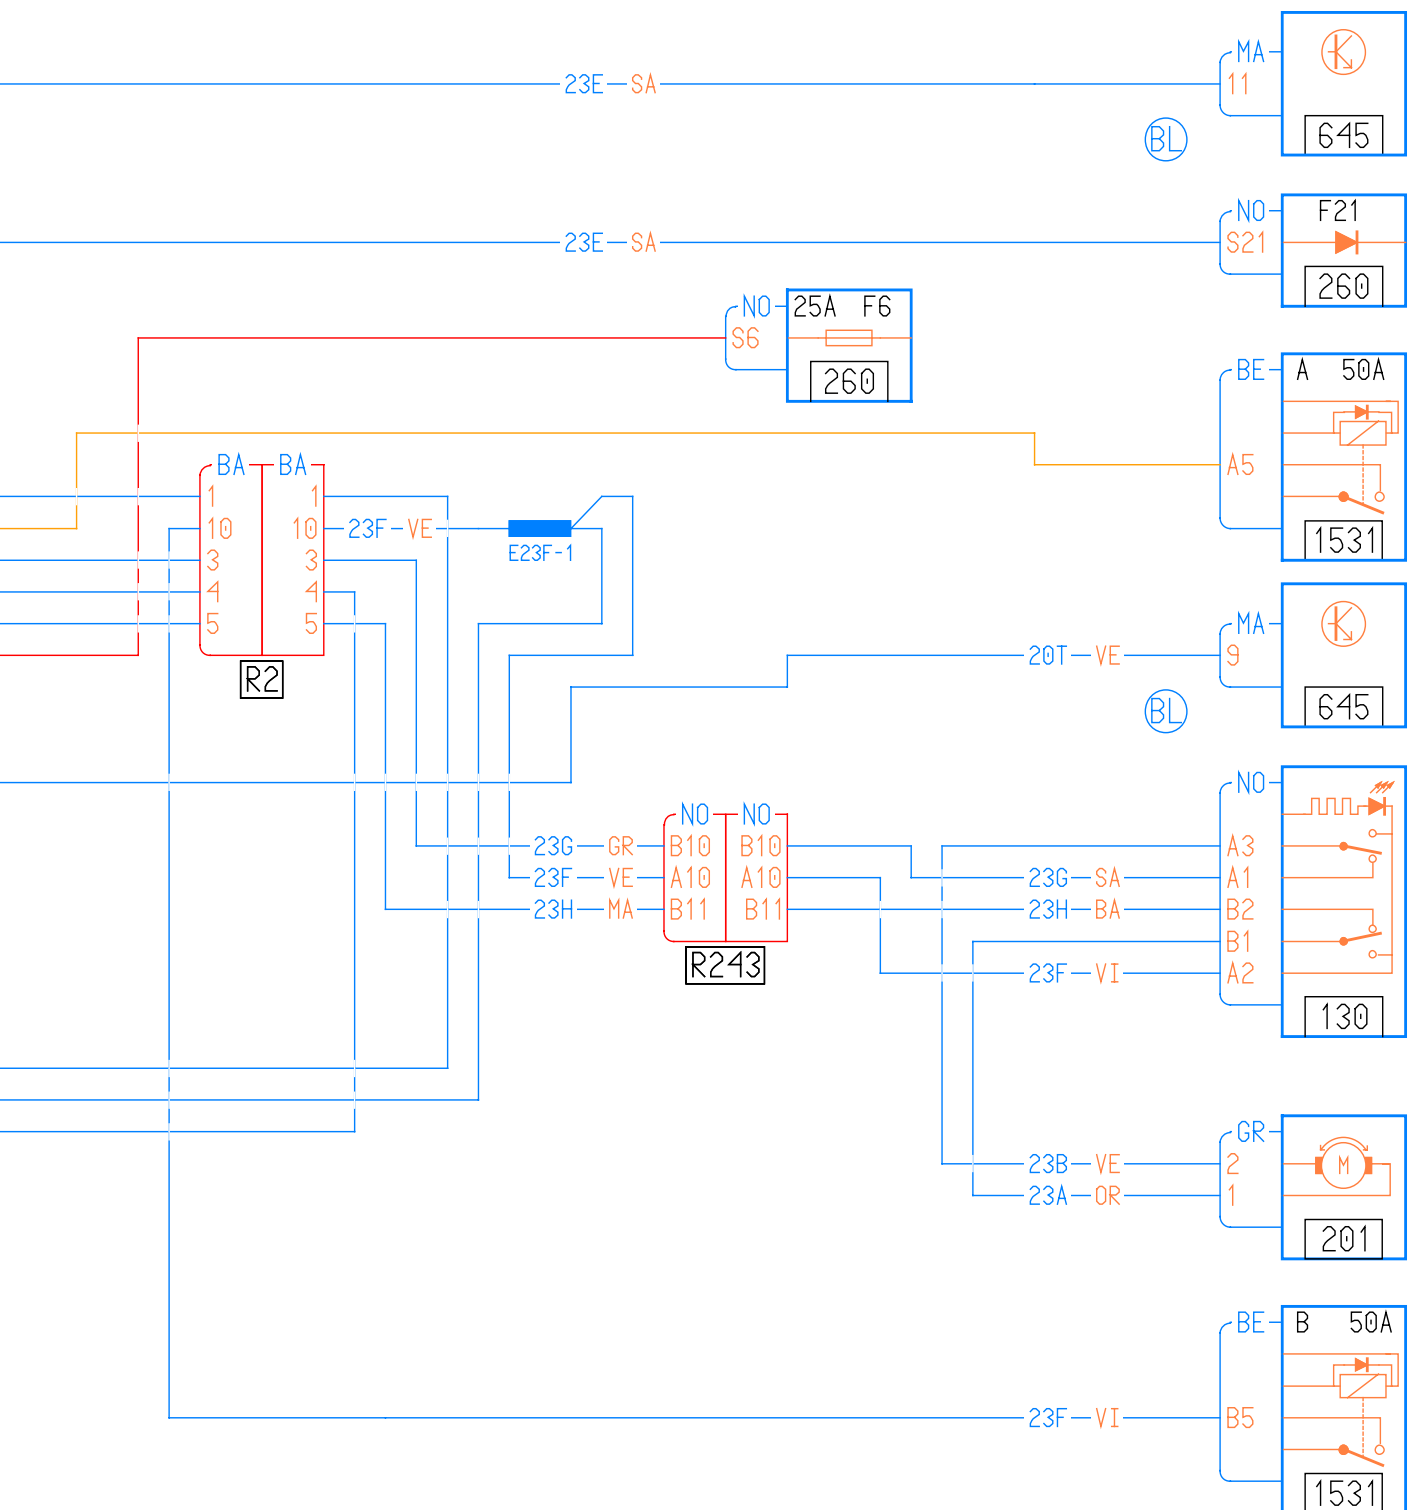 MA
23E SA 11
BL
645
NO F21
23E SA S21
260
NO 25A F6
S6
260
BE A 50A
BA BA A5
1 1
10 10 23F VE
E23F-1
1531
3 3
4 4
5 5
R2
MA
20T VE 9
BL
645
NO
NO NO
23G GR B10 B10 A3
23F VE A10 A10 23G SA A1
23H MA B11 B11 23H BA B2
B1
R243 23F VI A2
130
GR
23B VE 2 M
23A OR 1
201
BE B 50A
23F VI B5
1531